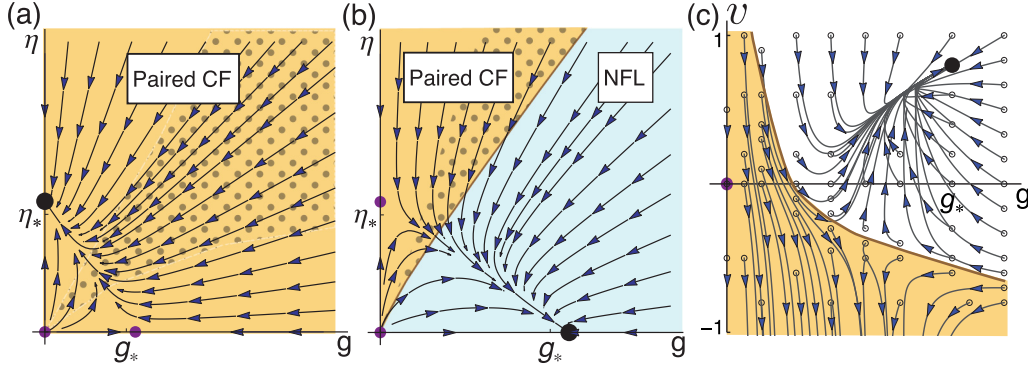 (a)
η
Paired CF
η*
g*
g
(b)
η
Paired CF
NFL
η*
g*
g
(c)
v
1
g
g*
-1